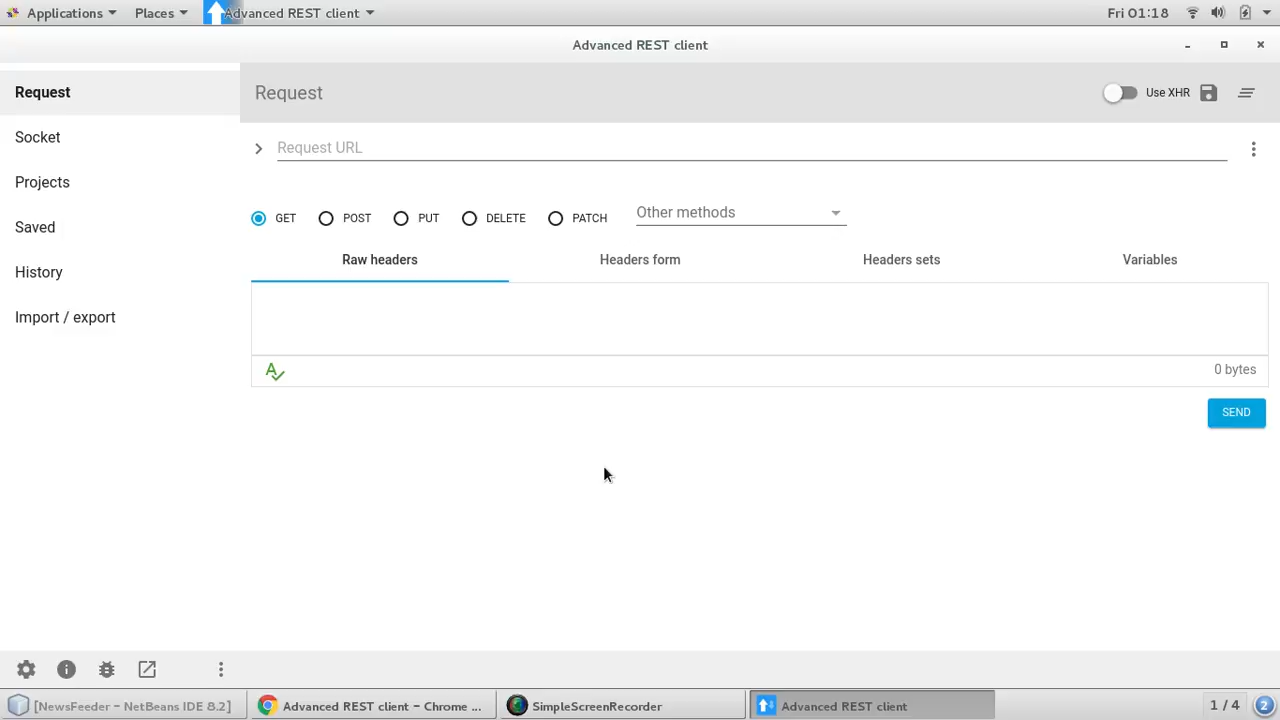 Applications Places Advanced REST client Fri 01:18
Advanced REST client
Request
Socket
Projects
Saved
History
Import / export
Request Use XHR
Request URL
GET POST PUT DELETE PATCH Other methods
Raw headers Headers form Headers sets Variables
0 bytes
SEND
[NewsFeeder - NetBeans IDE 8.2] Advanced REST client - Chrome ... SimpleScreenRecorder Advanced REST client 1 / 4 2